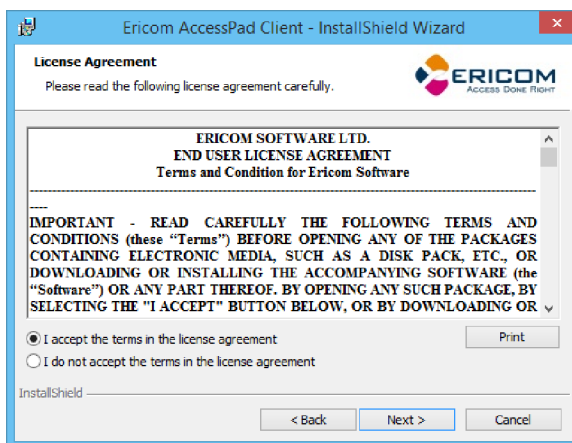 Ericom AccessPad Client - InstallShield Wizard
License Agreement
Please read the following license agreement carefully.
ERICOM
ACCESS DONE RIGHT
ERICOM SOFTWARE LTD.
END USER LICENSE AGREEMENT
Terms and Condition for Ericom Software
----
IMPORTANT - READ CAREFULLY THE FOLLOWING TERMS AND
CONDITIONS (these “Terms”) BEFORE OPENING ANY OF THE PACKAGES
CONTAINING ELECTRONIC MEDIA, SUCH AS A DISK PACK, ETC., OR
DOWNLOADING OR INSTALLING THE ACCOMPANYING SOFTWARE (the
“Software”) OR ANY PART THEREOF. BY OPENING ANY SUCH PACKAGE, BY
SELECTING THE "I ACCEPT" BUTTON BELOW, OR BY DOWNLOADING OR
I accept the terms in the license agreement
Print
I do not accept the terms in the license agreement
InstallShield
< Back
Next >
Cancel